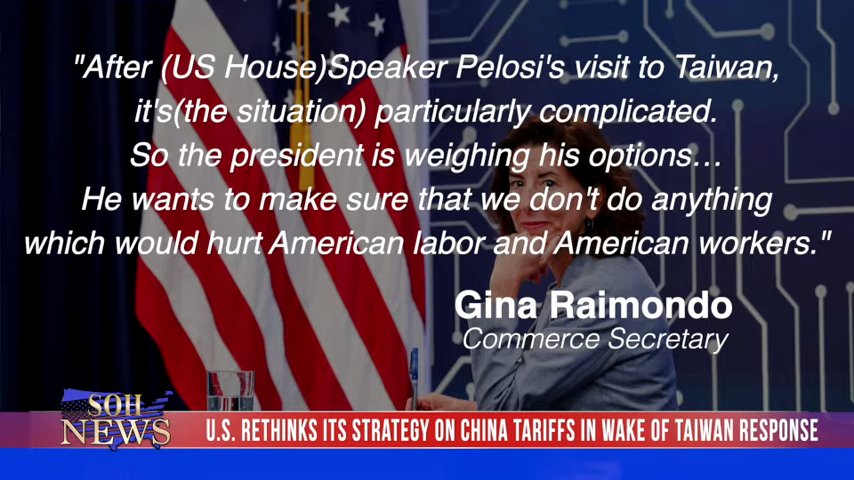 "After (US House)Speaker Pelosi's visit to Taiwan,
it's(the situation) particularly complicated.
So the president is weighing his options…
He wants to make sure that we don't do anything
which would hurt American labor and American workers."
Gina Raimondo
Commerce Secretary
SOH
NEWS
U.S. RETHINKS ITS STRATEGY ON CHINA TARIFFS IN WAKE OF TAIWAN RESPONSE